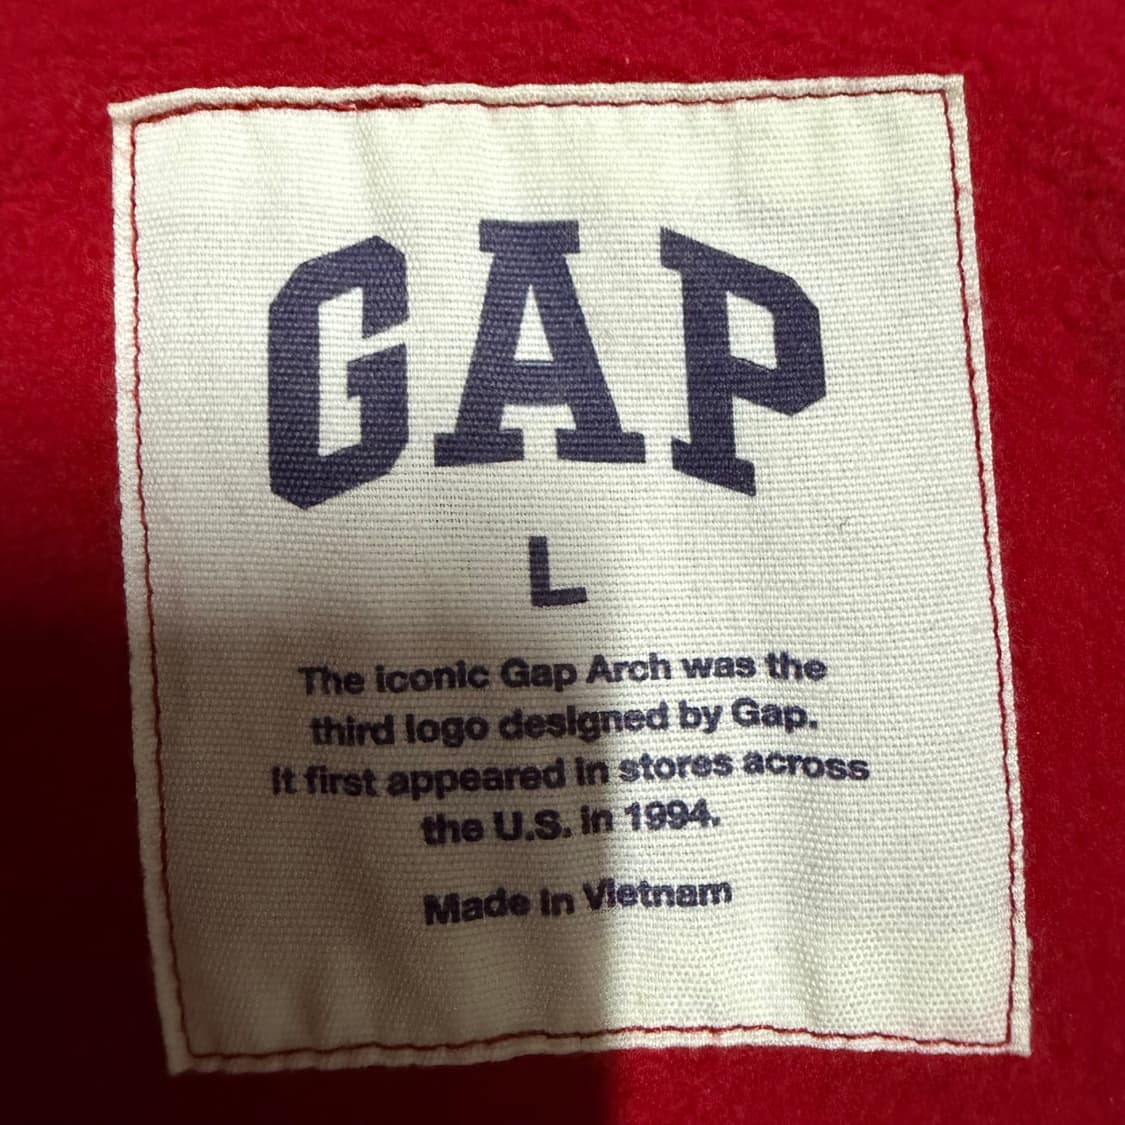 GAP
L
The iconic Gap Arch was the
third logo designed by Gap.
It first appeared in stores across
the U.S. in 1994.
Made in Vietnam